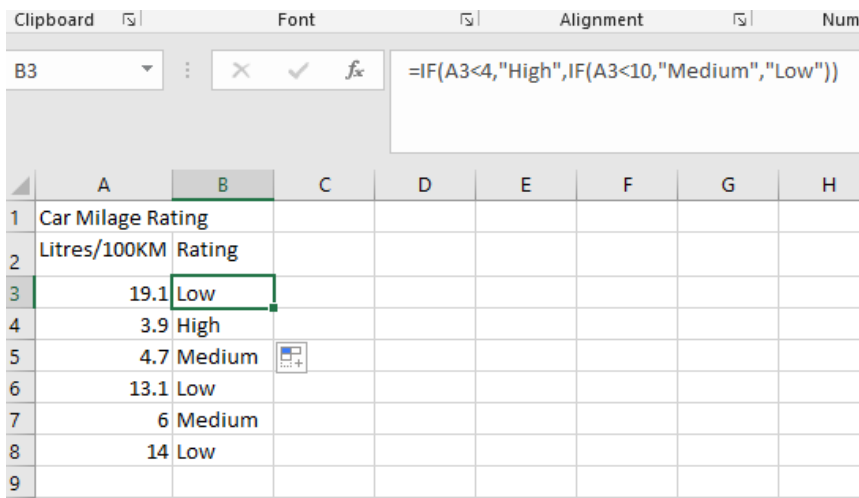 Clipboard Font Alignment Num
B3 fx =IF(A3<4,"High",IF(A3<10,"Medium","Low"))
A B C D E F G H
1 Car Milage Rating
2 Litres/100KM Rating
3 19.1 Low
4 3.9 High
5 4.7 Medium
6 13.1 Low
7 6 Medium
8 14 Low
9